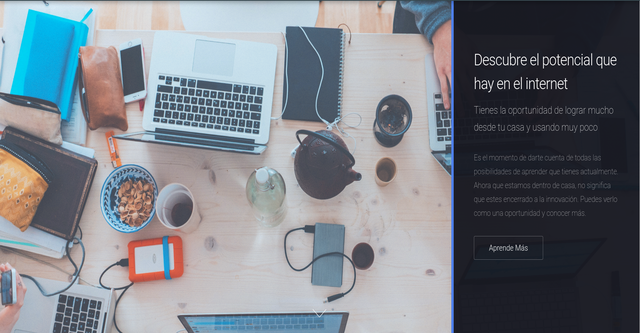 Descubre el potencial que
hay en el internet
Tienes la oportunidad de lograr mucho
desde tu casa y usando muy poco
Es el momento de darte cuenta de todas las
posibilidades de aprender que tienes actualmente.
Ahora que estamos dentro de casa, no significa
que estes encerrado a la innovación. Puedes verlo
como una oportunidad y conocer más.
Aprende Más